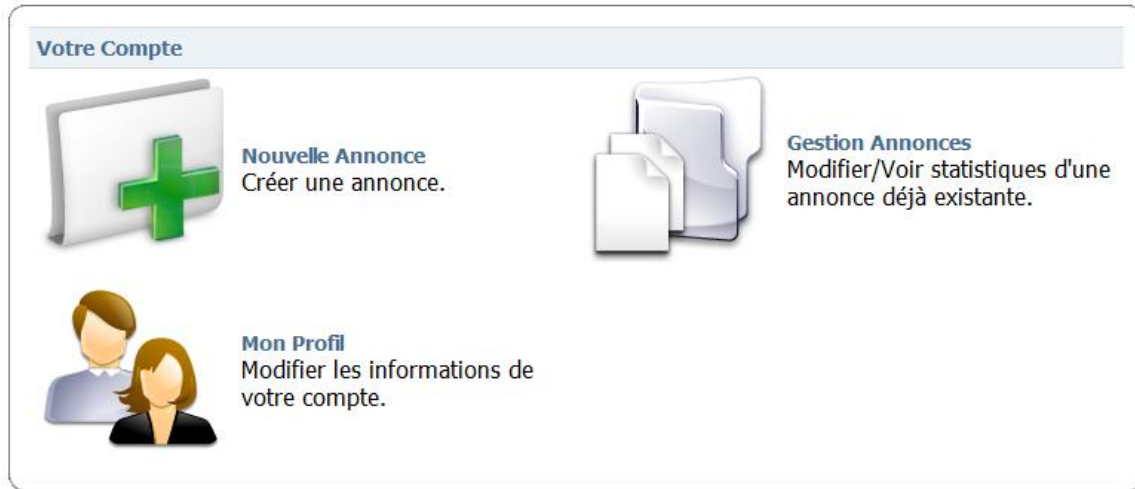 Votre Compte
Nouvelle Annonce
Créer une annonce.
Gestion Annonces
Modifier/Voir statistiques d'une
annonce déjà existante.
Mon Profil
Modifier les informations de
votre compte.